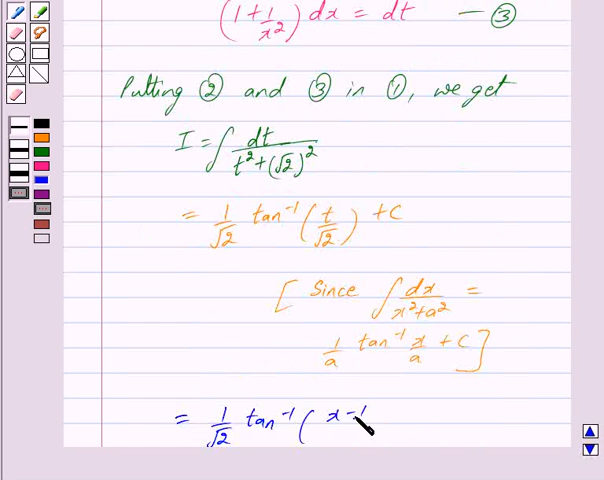 (1+1/x²) dx = dt — ③
Putting ② and ③ in ①, we get
I = ∫ dt/(t²+(√2)²)
= 1/√2 tan⁻¹ (t/√2) + C
[ Since ∫ dx/(x²+a²) =
1/a tan⁻¹ x/a + C ]
= 1/√2 tan⁻¹ ( x-1